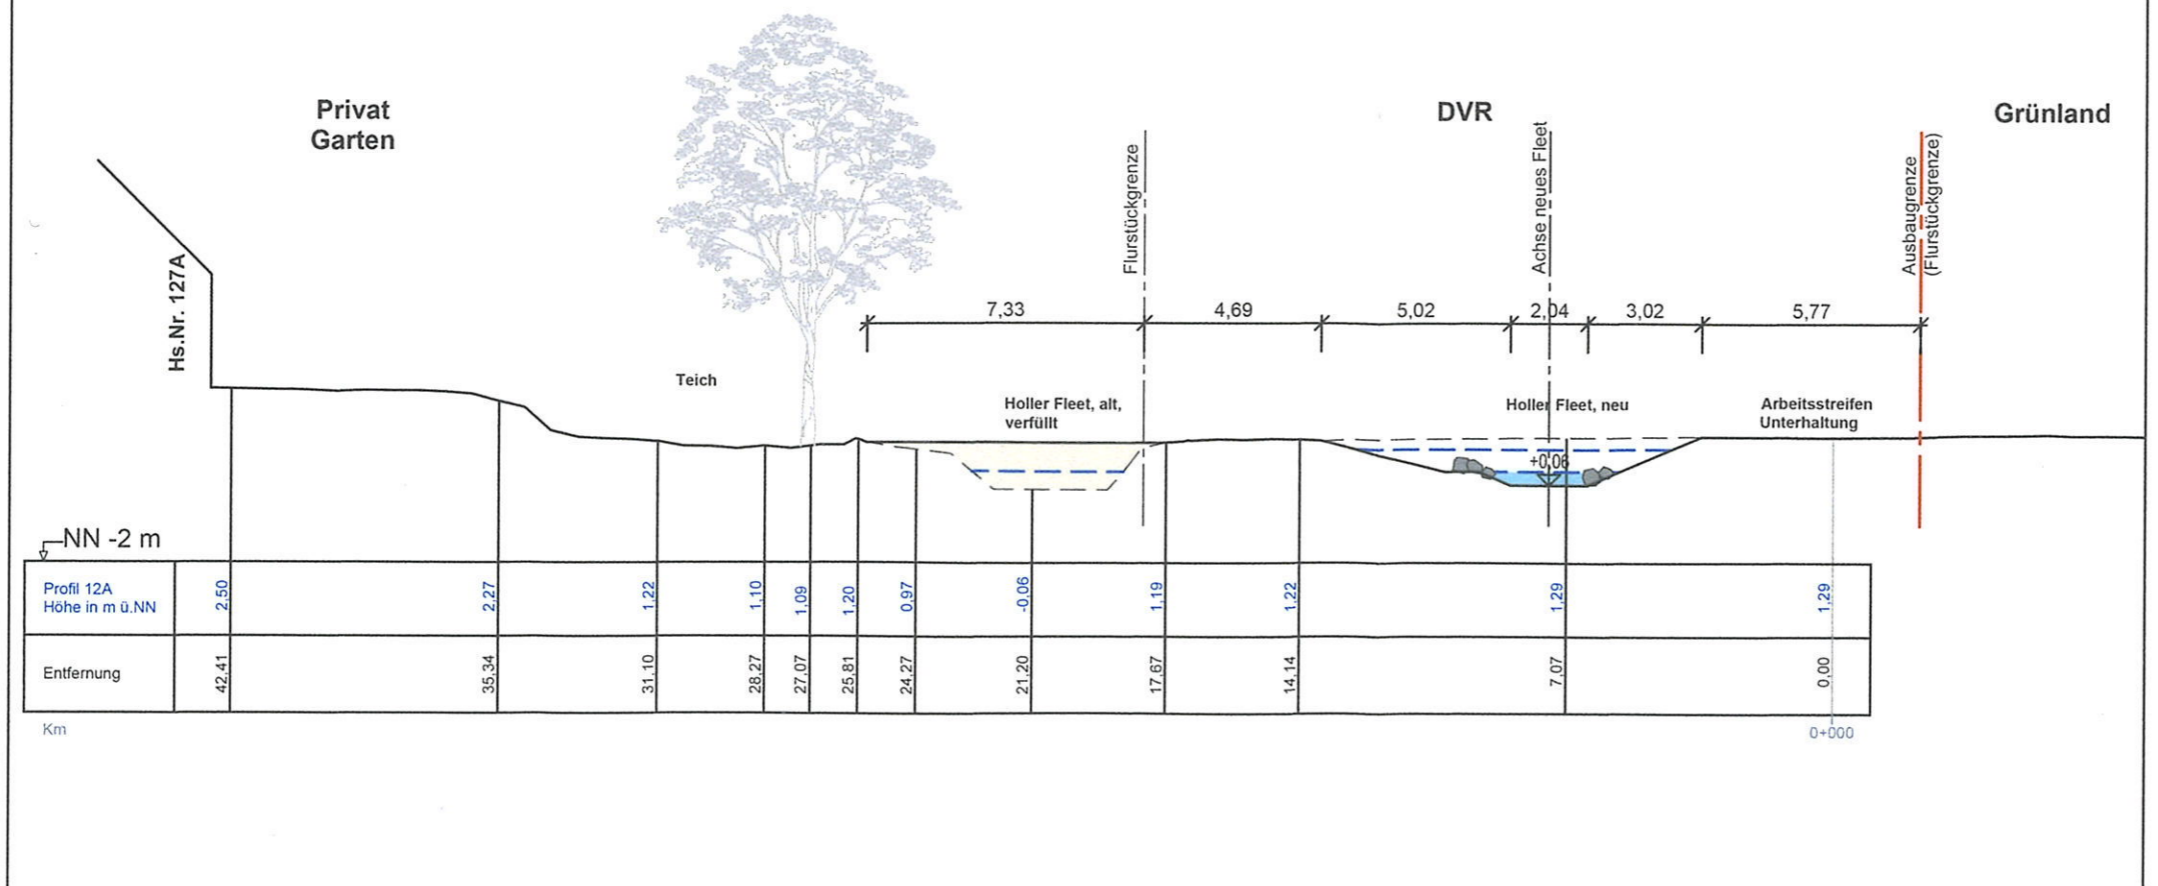 Privat
Garten
DVR
Grünland
Hs.Nr. 127A
Flurstückgrenze
Achse neues Fleet
Ausbaugrenze
(Flurstückgrenze)
7,33
4,69
5,02
2,04
3,02
5,77
Teich
Holler Fleet, alt,
verfüllt
Holler Fleet, neu
Arbeitsstreifen
Unterhaltung
+0,06
NN -2 m
Profil 12A
Höhe in m ü.NN
2,50
2,27
1,22
1,10
1,09
1,20
0,97
-0,06
1,19
1,22
1,29
1,29
Entfernung
42,41
35,34
31,10
28,27
27,07
25,81
24,27
21,20
17,67
14,14
7,07
0,00
Km
0+000